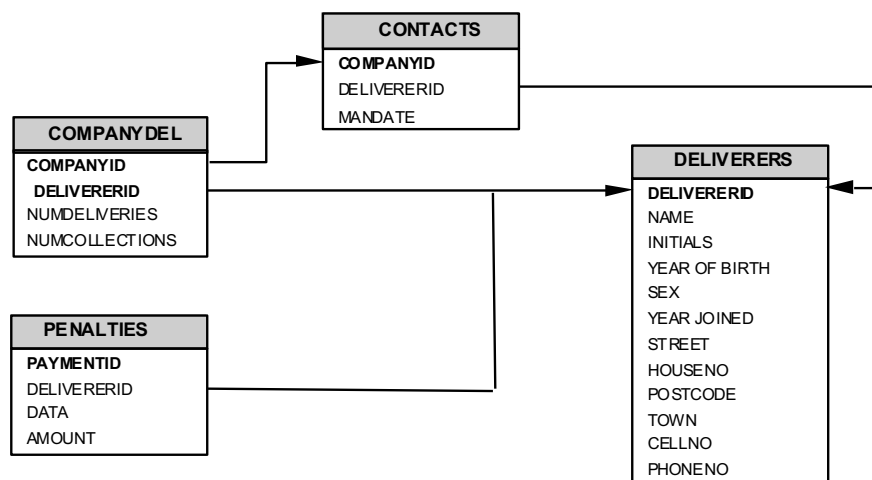 CONTACTS
COMPANYID
DELIVERERID
MANDATE
COMPANYDEL
COMPANYID
DELIVERERID
NUMDELIVERIES
NUMCOLLECTIONS
DELIVERERS
DELIVERERID
NAME
INITIALS
YEAR OF BIRTH
SEX
YEAR JOINED
STREET
HOUSENO
POSTCODE
TOWN
CELLNO
PHONENO
PENALTIES
PAYMENTID
DELIVERERID
DATA
AMOUNT